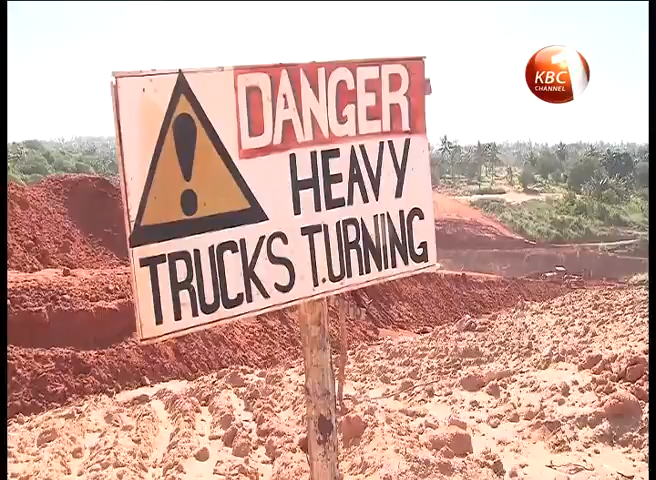 DANGER
HEAVY
TRUCKS TURNING
KBC 1
CHANNEL